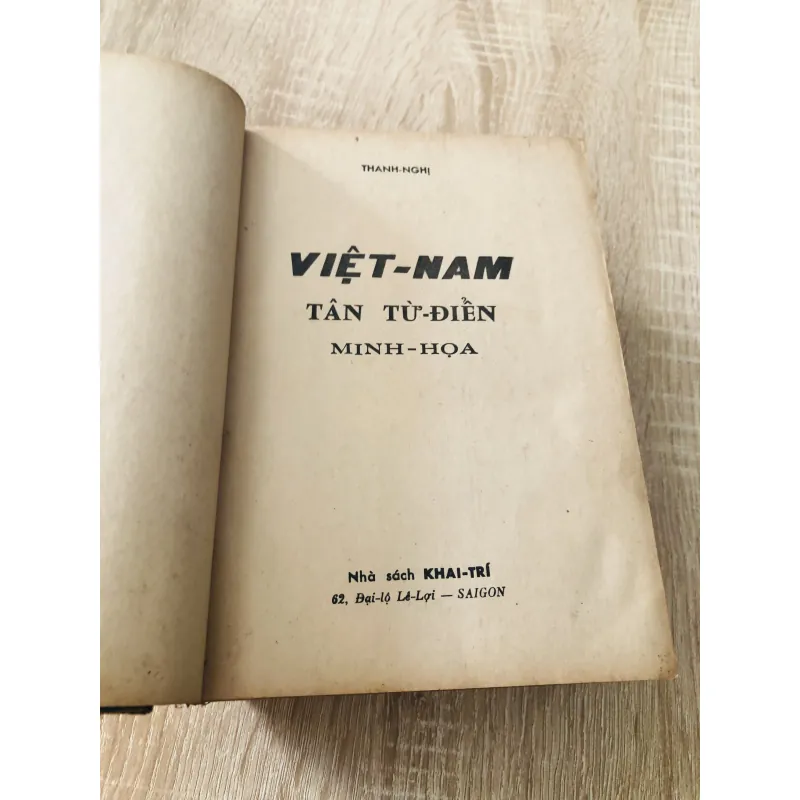 THANH-NGHỊ
VIỆT-NAM
TÂN TỪ-ĐIỂN
MINH-HỌA
Nhà sách KHAI-TRÍ
62, Đại-lộ Lê-Lợi — SAIGON